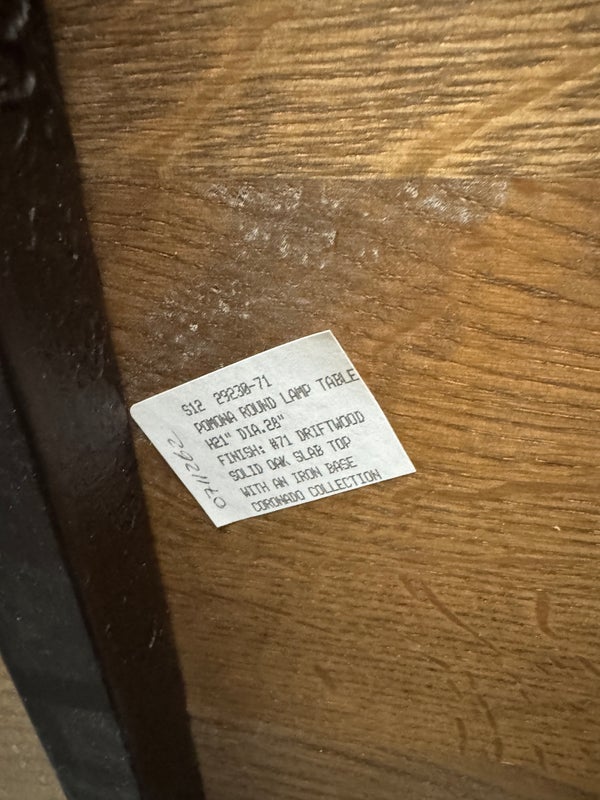 S12 29230-71
POMONA ROUND LAMP TABLE
H21" DIA.28"
FINISH: #71 DRIFTWOOD
SOLID OAK SLAB TOP
WITH AN IRON BASE
CORONADO COLLECTION
0711262